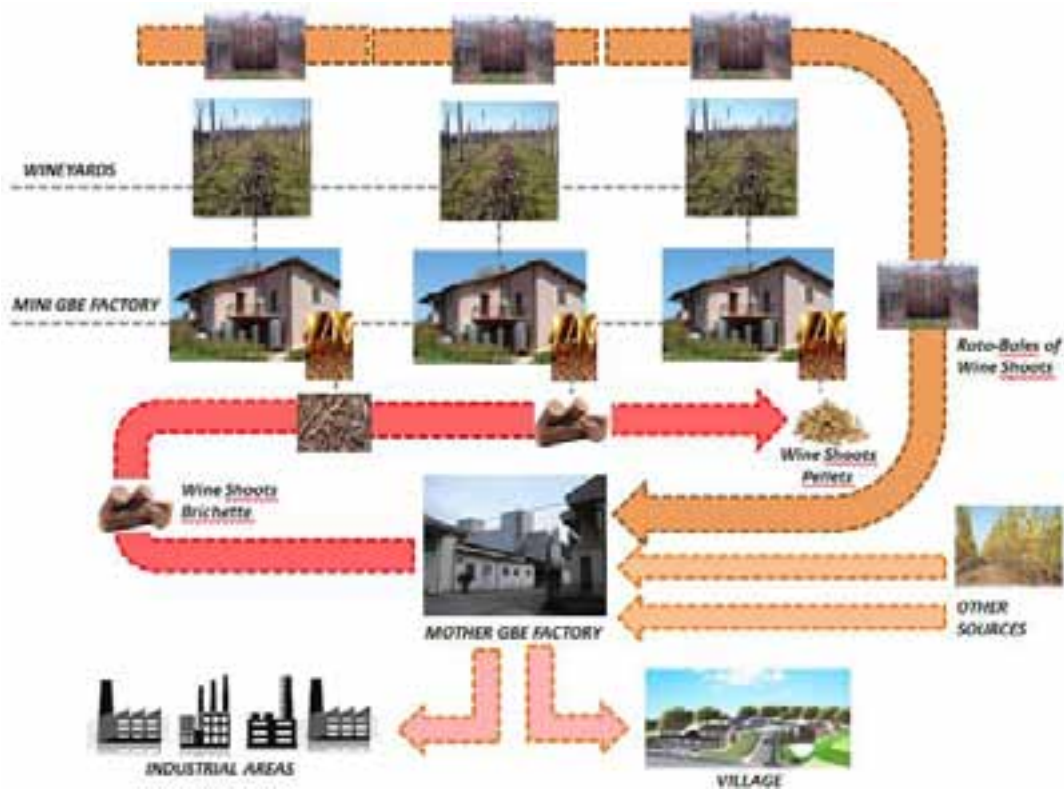 WINEYARDS
MINI GBE FACTORY
Roto-Bales of
Wine Shoots
Wine Shoots
Pellets
Wine Shoots
Brichette
MOTHER GBE FACTORY
OTHER
SOURCES
INDUSTRIAL AREAS
VILLAGE